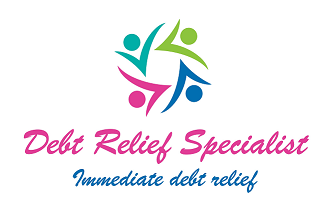 Debt Relief Specialist
Immediate debt relief